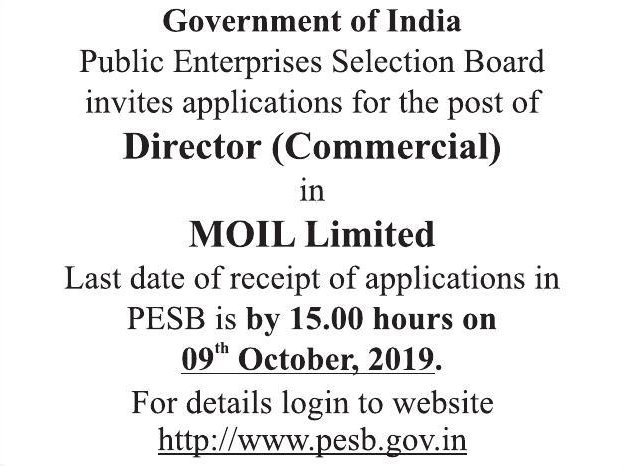 Government of India
Public Enterprises Selection Board
invites applications for the post of
Director (Commercial)
in
MOIL Limited
Last date of receipt of applications in
PESB is by 15.00 hours on
09th October, 2019.
For details login to website
http://www.pesb.gov.in